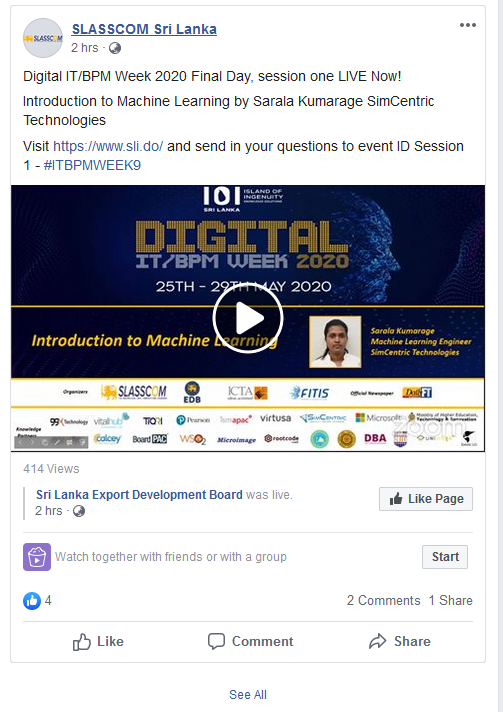 SLASSCOM Sri Lanka
2 hrs ·
Digital IT/BPM Week 2020 Final Day, session one LIVE Now!
Introduction to Machine Learning by Sarala Kumarage SimCentric
Technologies
Visit https://www.sli.do/ and send in your questions to event ID Session
1 - #ITBPMWEEK9
IOI ISLAND OF
INGENUITY
SRI LANKA
DIGITAL
IT/BPM WEEK 2020
25TH - 29TH MAY 2020
Introduction to Machine Learning
Sarala Kumarage
Machine Learning Engineer
SimCentric Technologies
Organizers SLASSCOM EDB ICTA FITIS Official Newspaper Daily FT
99X Technology vitalhub Pearson virtusa SimCentric Microsoft Ministry of Higher Education,
Technology & Innovation
Knowledge
Partners
Calcey Board PAC WSO2 Microimage rootcode DBA
zoom
414 Views
Sri Lanka Export Development Board was live.
2 hrs ·
Like Page
Watch together with friends or with a group
Start
4
2 Comments 1 Share
Like Comment Share
See All